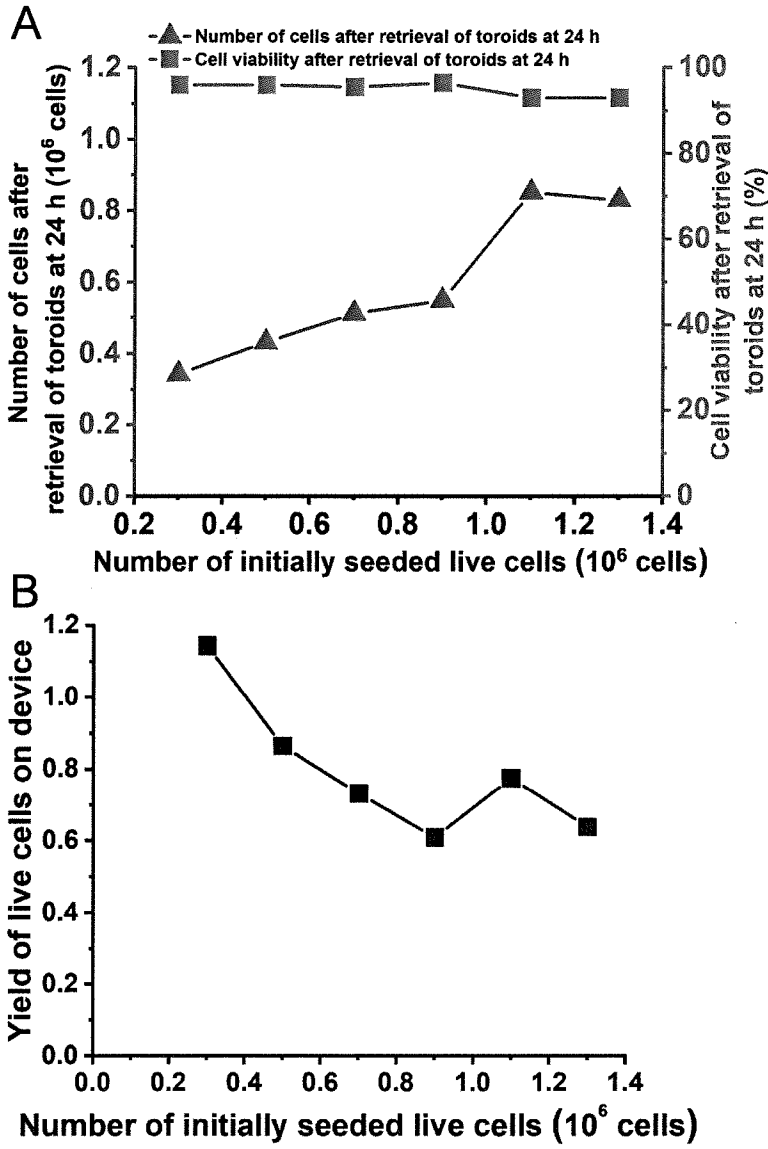 A
Number of cells after retrieval of toroids at 24 h
Cell viability after retrieval of toroids at 24 h
Number of cells after
retrieval of toroids at 24 h (10⁶ cells)
1.2
1.0
0.8
0.6
0.4
0.2
0.0
100
80
60
40
20
0
Cell viability after retrieval of
toroids at 24 h (%)
0.2 0.4 0.6 0.8 1.0 1.2 1.4
Number of initially seeded live cells (10⁶ cells)
B
Yield of live cells on device
1.2
1.0
0.8
0.6
0.4
0.2
0.0
0.0 0.2 0.4 0.6 0.8 1.0 1.2 1.4
Number of initially seeded live cells (10⁶ cells)